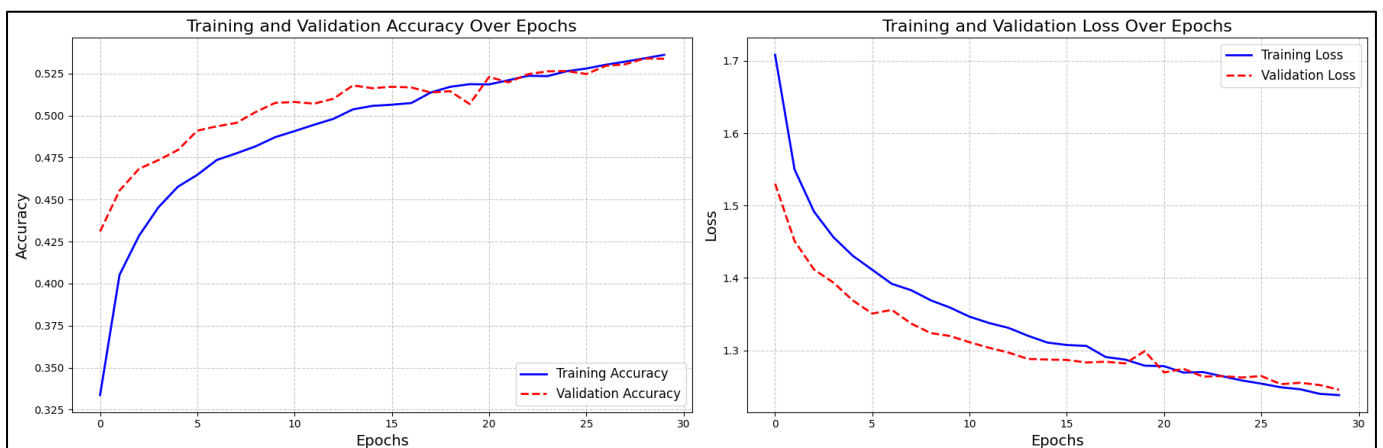 Training and Validation Accuracy Over Epochs
Accuracy
0.525
0.500
0.475
0.450
0.425
0.400
0.375
0.350
0.325
Training Accuracy
Validation Accuracy
0 5 10 15 20 25 30
Epochs
Training and Validation Loss Over Epochs
Loss
1.7
1.6
1.5
1.4
1.3
Training Loss
Validation Loss
0 5 10 15 20 25 30
Epochs